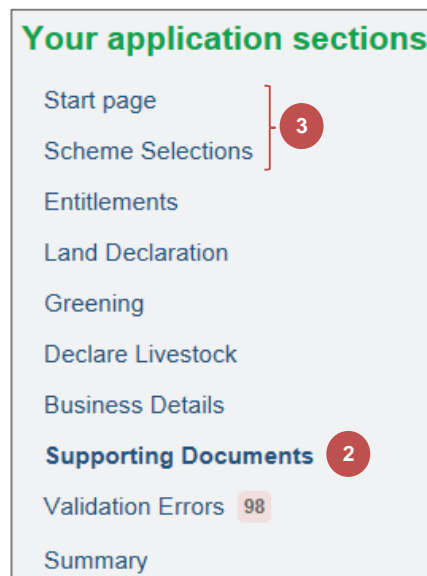 Your application sections
Start page
3
Scheme Selections
Entitlements
Land Declaration
Greening
Declare Livestock
Business Details
Supporting Documents 2
Validation Errors 98
Summary